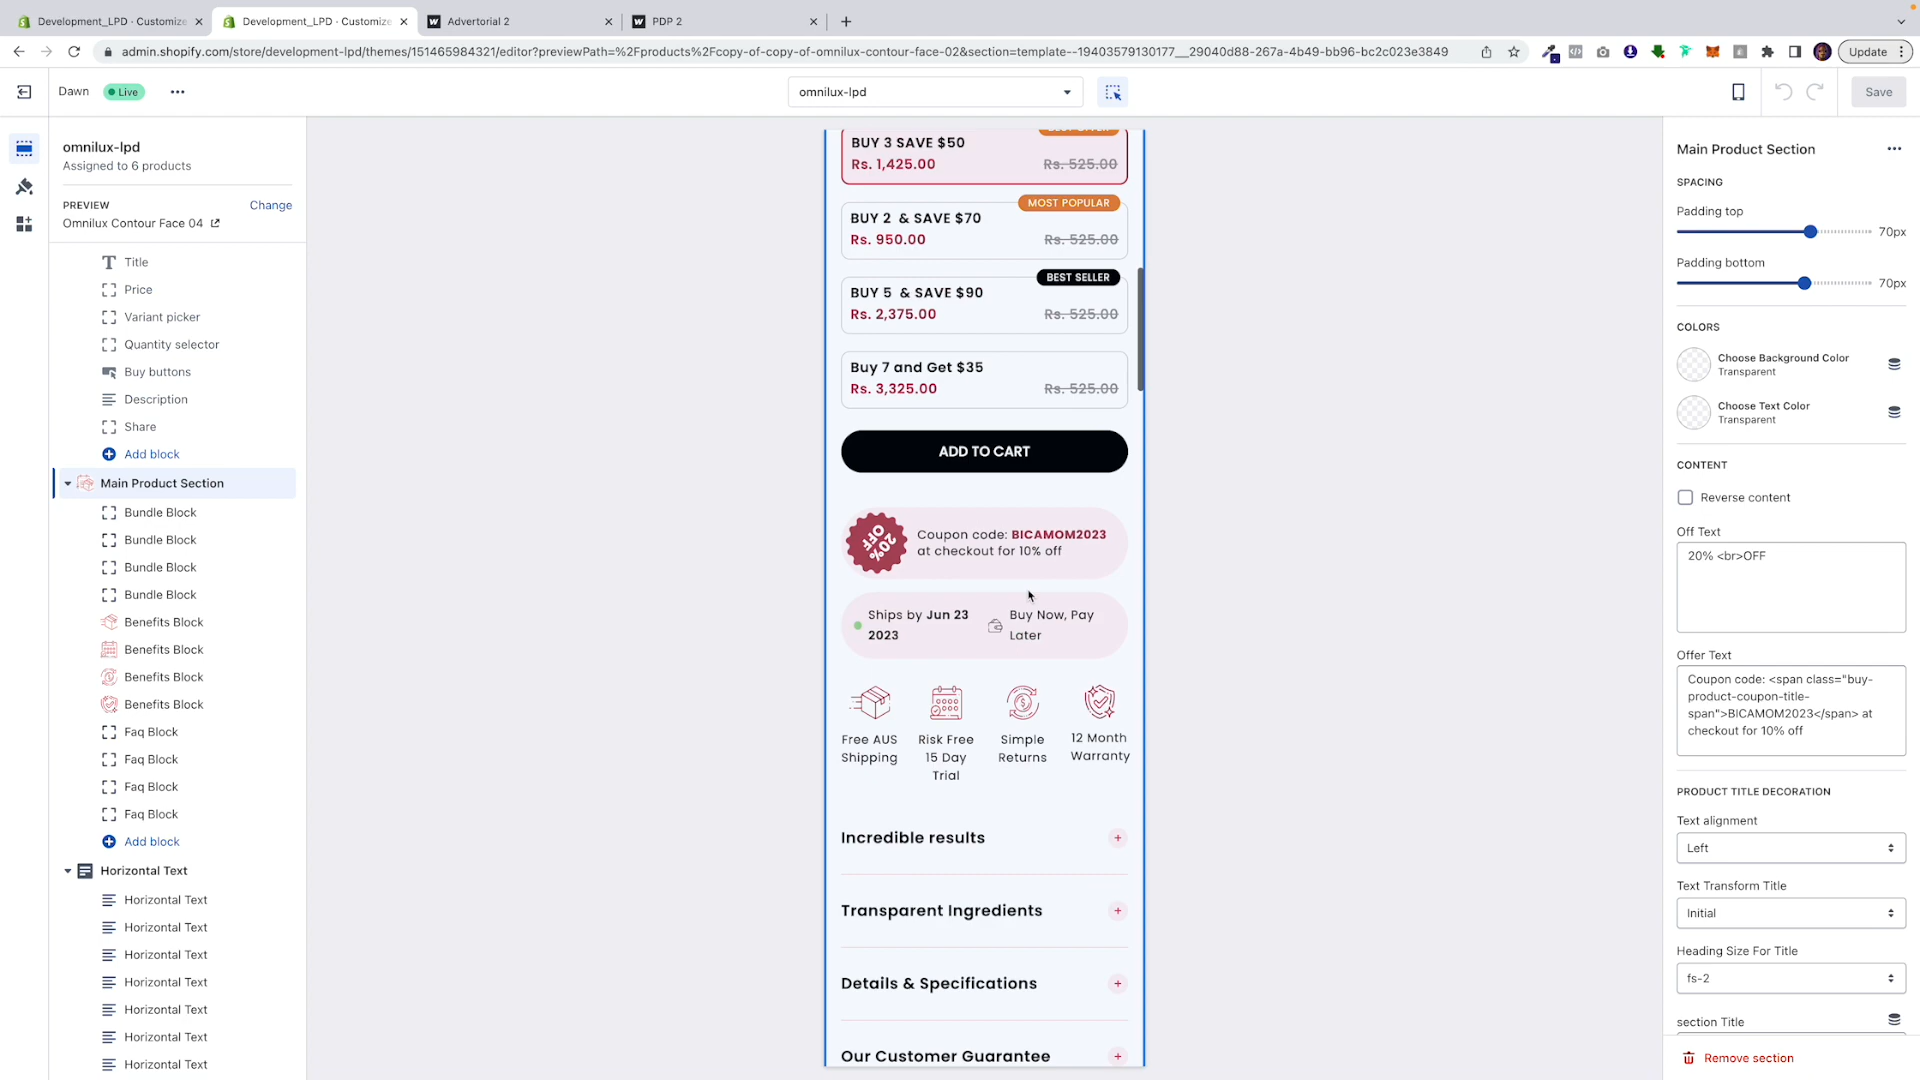 Development_LPD · Customize
Development_LPD · Customize
Advertorial 2
PDP 2
admin.shopify.com/store/development-lpd/themes/151465984321/editor?previewPath=%2Fproducts%2Fcopy-of-copy-of-omnilux-contour-face-02&section=template--19403579130177__29040d88-267a-4b49-bb96-bc2c023e3849
Update
Dawn
Live
omnilux-lpd
Save
omnilux-lpd
Assigned to 6 products
PREVIEW
Change
Omnilux Contour Face 04
Title
Price
Variant picker
Quantity selector
Buy buttons
Description
Share
Add block
Main Product Section
Bundle Block
Bundle Block
Bundle Block
Bundle Block
Benefits Block
Benefits Block
Benefits Block
Benefits Block
Faq Block
Faq Block
Faq Block
Faq Block
Add block
Horizontal Text
Horizontal Text
Horizontal Text
Horizontal Text
Horizontal Text
Horizontal Text
Horizontal Text
Horizontal Text
BUY 3 SAVE $50
Rs. 1,425.00
Rs. 525.00
MOST POPULAR
BUY 2 & SAVE $70
Rs. 950.00
Rs. 525.00
BEST SELLER
BUY 5 & SAVE $90
Rs. 2,375.00
Rs. 525.00
Buy 7 and Get $35
Rs. 3,325.00
Rs. 525.00
ADD TO CART
20%
OFF
Coupon code: BICAMOM2023
at checkout for 10% off
Ships by Jun 23
2023
Buy Now, Pay
Later
Free AUS
Shipping
Risk Free
15 Day
Trial
Simple
Returns
12 Month
Warranty
Incredible results
+
Transparent Ingredients
+
Details & Specifications
+
Our Customer Guarantee
+
Main Product Section
SPACING
Padding top
70px
Padding bottom
70px
COLORS
Choose Background Color
Transparent
Choose Text Color
Transparent
CONTENT
Reverse content
Off Text
20% <br>OFF
Offer Text
Coupon code: <span class="buy-
product-coupon-title-
span">BICAMOM2023</span> at
checkout for 10% off
PRODUCT TITLE DECORATION
Text alignment
Left
Text Transform Title
Initial
Heading Size For Title
fs-2
section Title
Remove section